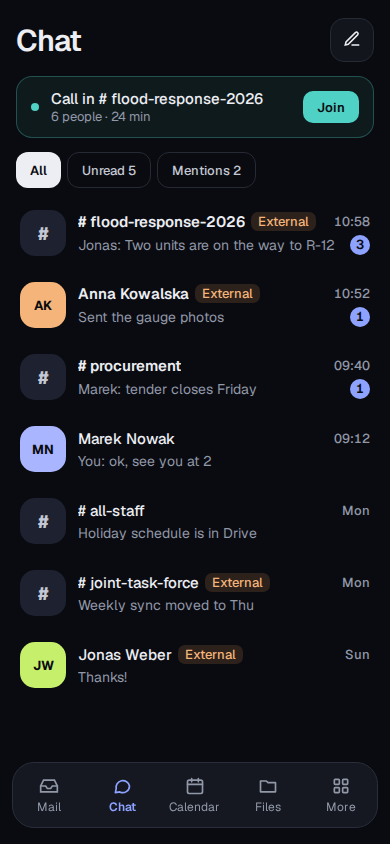 Chat
Call in # flood-response-2026
6 people · 24 min
Join
All
Unread 5
Mentions 2
#
# flood-response-2026 External 10:58
Jonas: Two units are on the way to R-12 3
AK
Anna Kowalska External 10:52
Sent the gauge photos 1
#
# procurement 09:40
Marek: tender closes Friday 1
MN
Marek Nowak 09:12
You: ok, see you at 2
#
# all-staff Mon
Holiday schedule is in Drive
#
# joint-task-force External Mon
Weekly sync moved to Thu
JW
Jonas Weber External Sun
Thanks!
Mail
Chat
Calendar
Files
More